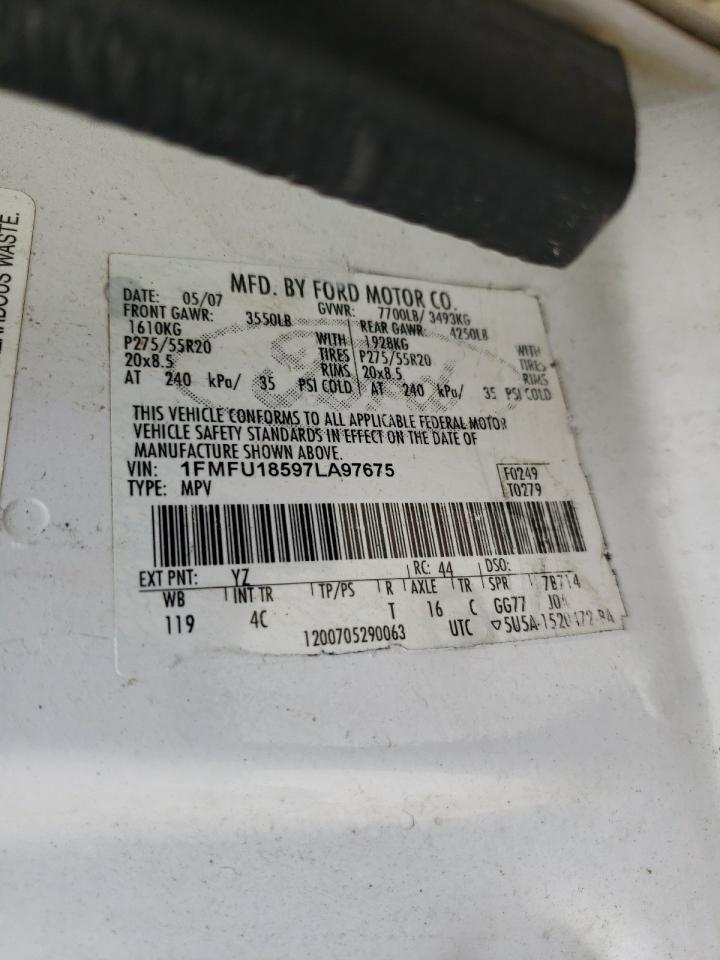 ARDOUS WASTE.
MFD. BY FORD MOTOR CO.
DATE: 05/07 GVWR: 7700LB/ 3493KG
FRONT GAWR: 3550LB REAR GAWR: 4250LB
1610KG WITH 1928KG WITH
P275/55R20 TIRES P275/55R20 TIRES
20x8.5 RIMS 20x8.5 RIMS
AT 240 kPa/ 35 PSI COLD AT 240 kPa/ 35 PSI COLD
THIS VEHICLE CONFORMS TO ALL APPLICABLE FEDERAL MOTOR
VEHICLE SAFETY STANDARDS IN EFFECT ON THE DATE OF
MANUFACTURE SHOWN ABOVE.
VIN: 1FMFU18597LA97675 F0249
TYPE: MPV T0279
EXT PNT: YZ RC: 44 DSO:
WB INT TR TP/PS R AXLE TR SPR 7B714
119 4C T 16 C GG77
1200705290063 UTC